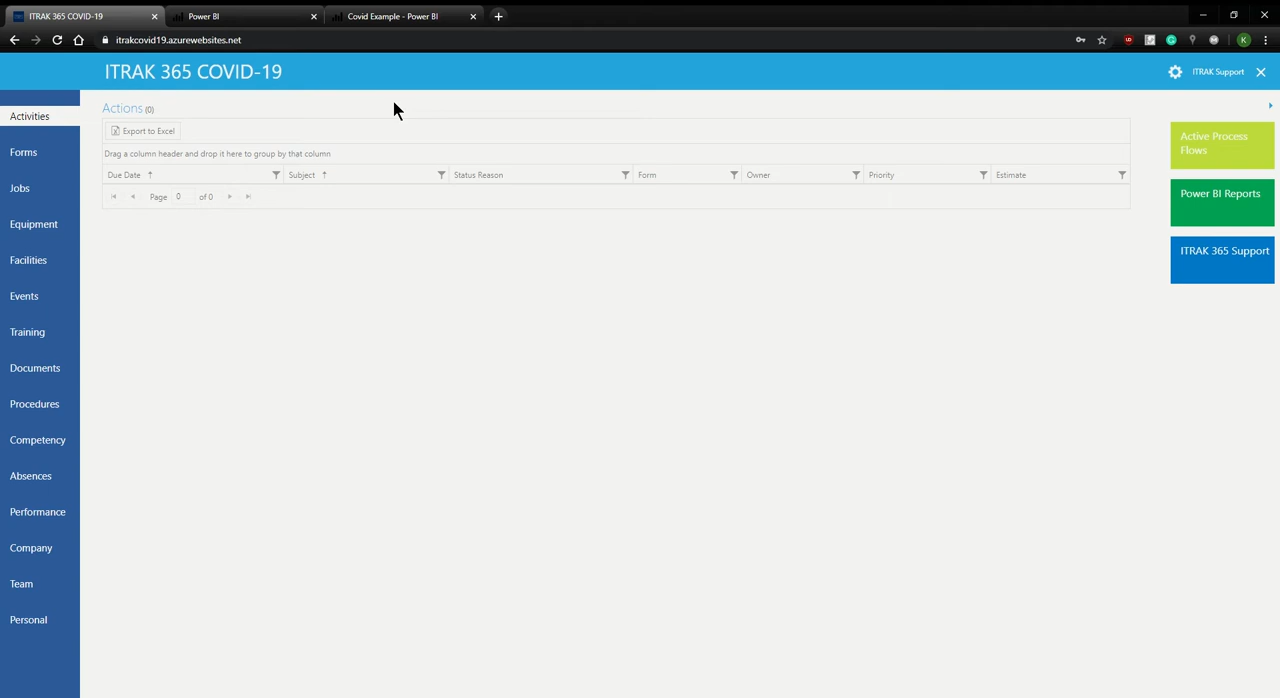 ITRAK 365 COVID-19
Power BI
Covid Example - Power BI
itrakcovid19.azurewebsites.net
K
ITRAK 365 COVID-19
ITRAK Support
Activities
Forms
Jobs
Equipment
Facilities
Events
Training
Documents
Procedures
Competency
Absences
Performance
Company
Team
Personal
Actions (0)
Export to Excel
Drag a column header and drop it here to group by that column
Due Date Subject Status Reason Form Owner Priority Estimate
Page 0 of 0
Active Process
Flows
Power BI Reports
ITRAK 365 Support